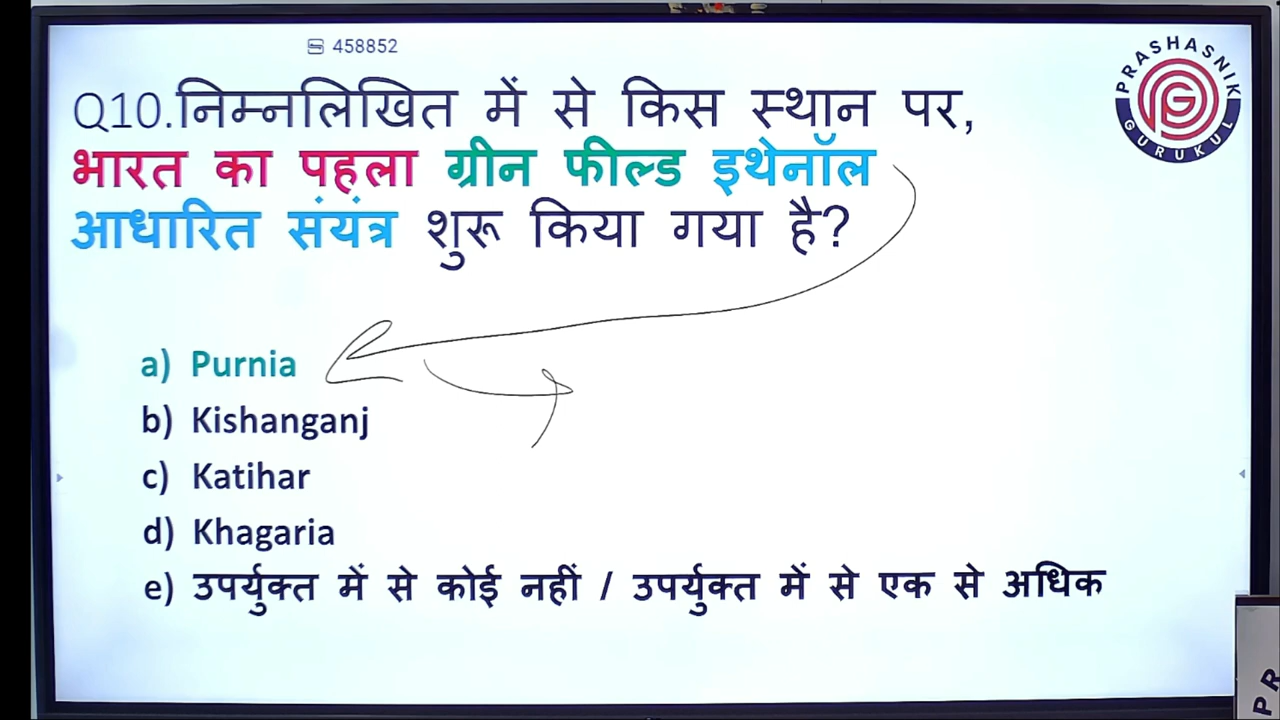 458852
PRASHASNIK
GURUKUL
Q10.निम्नलिखित में से किस स्थान पर,
भारत का पहला ग्रीन फील्ड इथेनॉल
आधारित संयंत्र शुरू किया गया है?
a) Purnia
b) Kishanganj
c) Katihar
d) Khagaria
e) उपर्युक्त में से कोई नहीं / उपर्युक्त में से एक से अधिक
PR